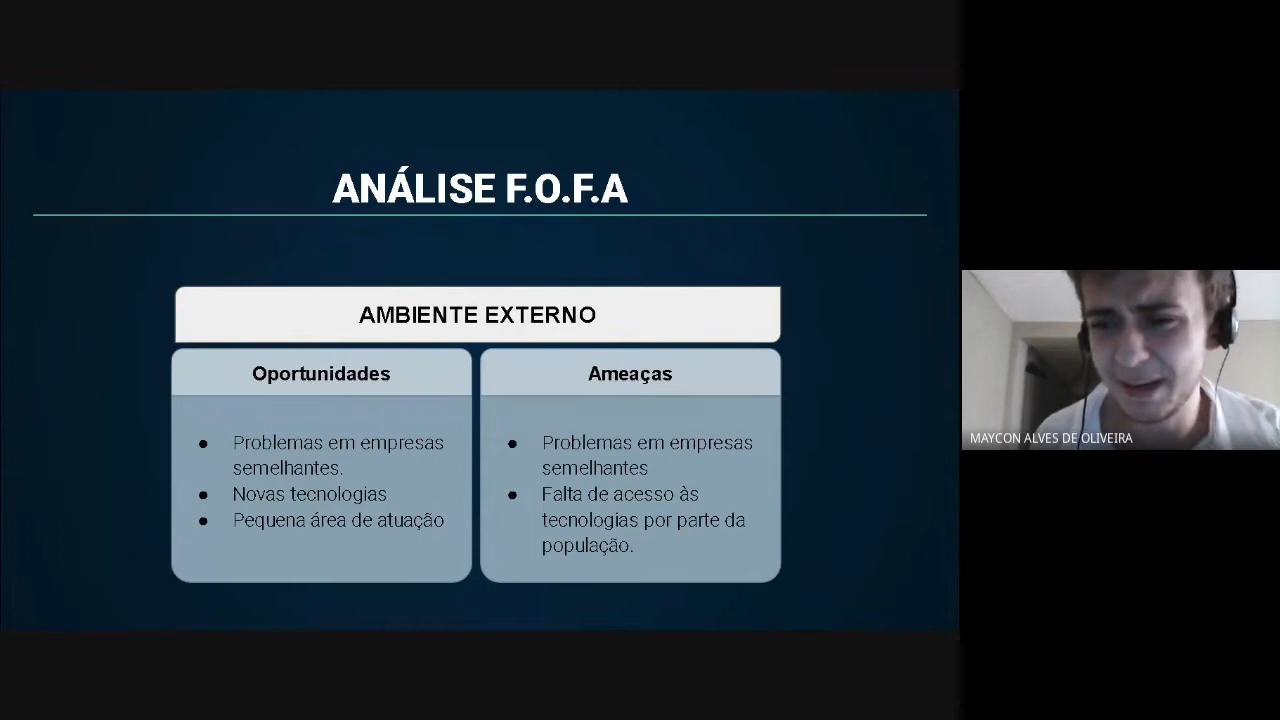 ANÁLISE F.O.F.A
AMBIENTE EXTERNO
Oportunidades
● Problemas em empresas
semelhantes.
● Novas tecnologias
● Pequena área de atuação
Ameaças
● Problemas em empresas
semelhantes
● Falta de acesso às
tecnologias por parte da
população.
MAYCON ALVES DE OLIVEIRA